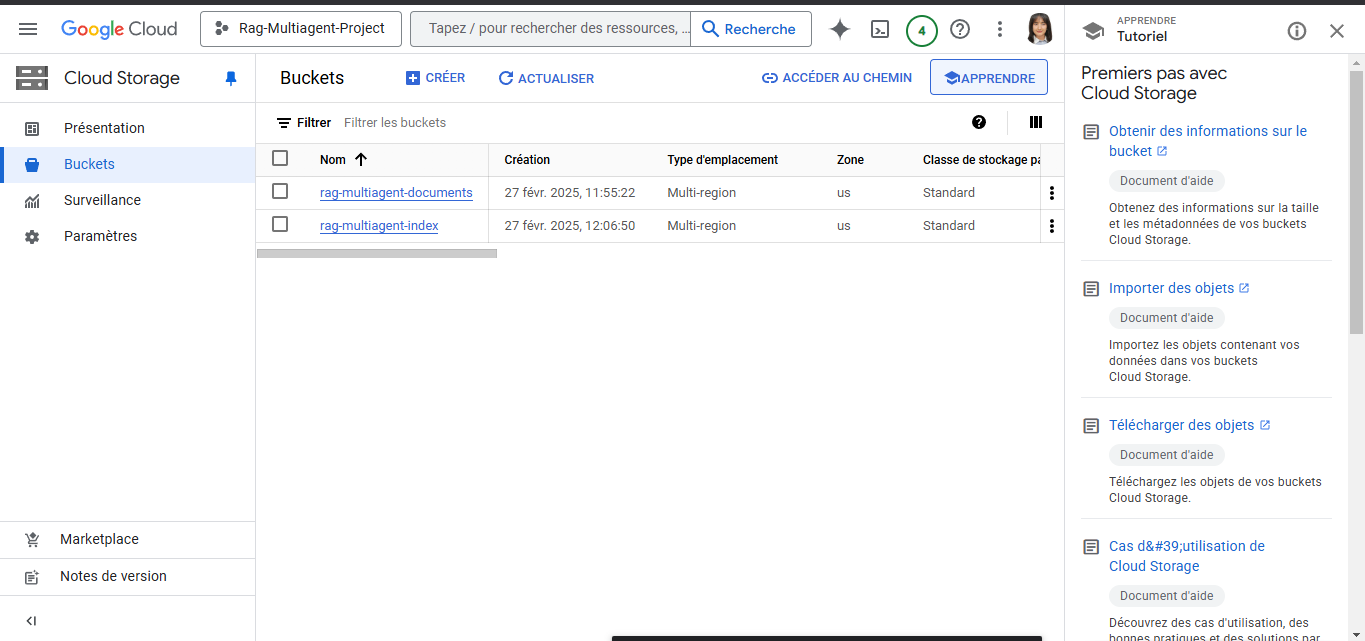 Google Cloud
Rag-Multiagent-Project
Tapez / pour rechercher des ressources, ...
Recherche
4
APPRENDRE
Tutoriel
Cloud Storage
Buckets
CRÉER
ACTUALISER
ACCÉDER AU CHEMIN
APPRENDRE
Présentation
Buckets
Surveillance
Paramètres
Marketplace
Notes de version
Filtrer Filtrer les buckets
Nom Création Type d'emplacement Zone Classe de stockage pa
rag-multiagent-documents 27 févr. 2025, 11:55:22 Multi-region us Standard
rag-multiagent-index 27 févr. 2025, 12:06:50 Multi-region us Standard
Premiers pas avec
Cloud Storage
Obtenir des informations sur le
bucket
Document d'aide
Obtenez des informations sur la taille
et les métadonnées de vos buckets
Cloud Storage.
Importer des objets
Document d'aide
Importez les objets contenant vos
données dans vos buckets
Cloud Storage.
Télécharger des objets
Document d'aide
Téléchargez les objets de vos buckets
Cloud Storage.
Cas d&#39;utilisation de
Cloud Storage
Document d'aide
Découvrez des cas d'utilisation, des
bonnes pratiques et des solutions par